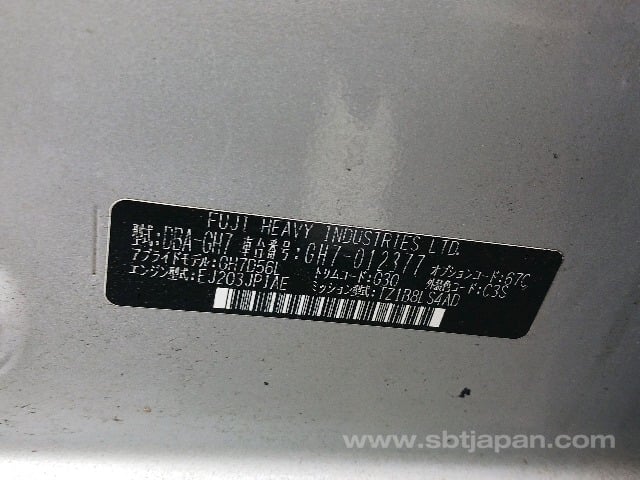 FUJI HEAVY INDUSTRIES LTD.
型式: DBA-GH7 車台番号: GH7-012377 オプションコード: 67C
アプライドモデル: GH7D56L トリムコード: G30 外装色コード: C3S
エンジン型式: EJ203JPJAE ミッション型式: TZ1B8LS4AD
www.sbtjapan.com